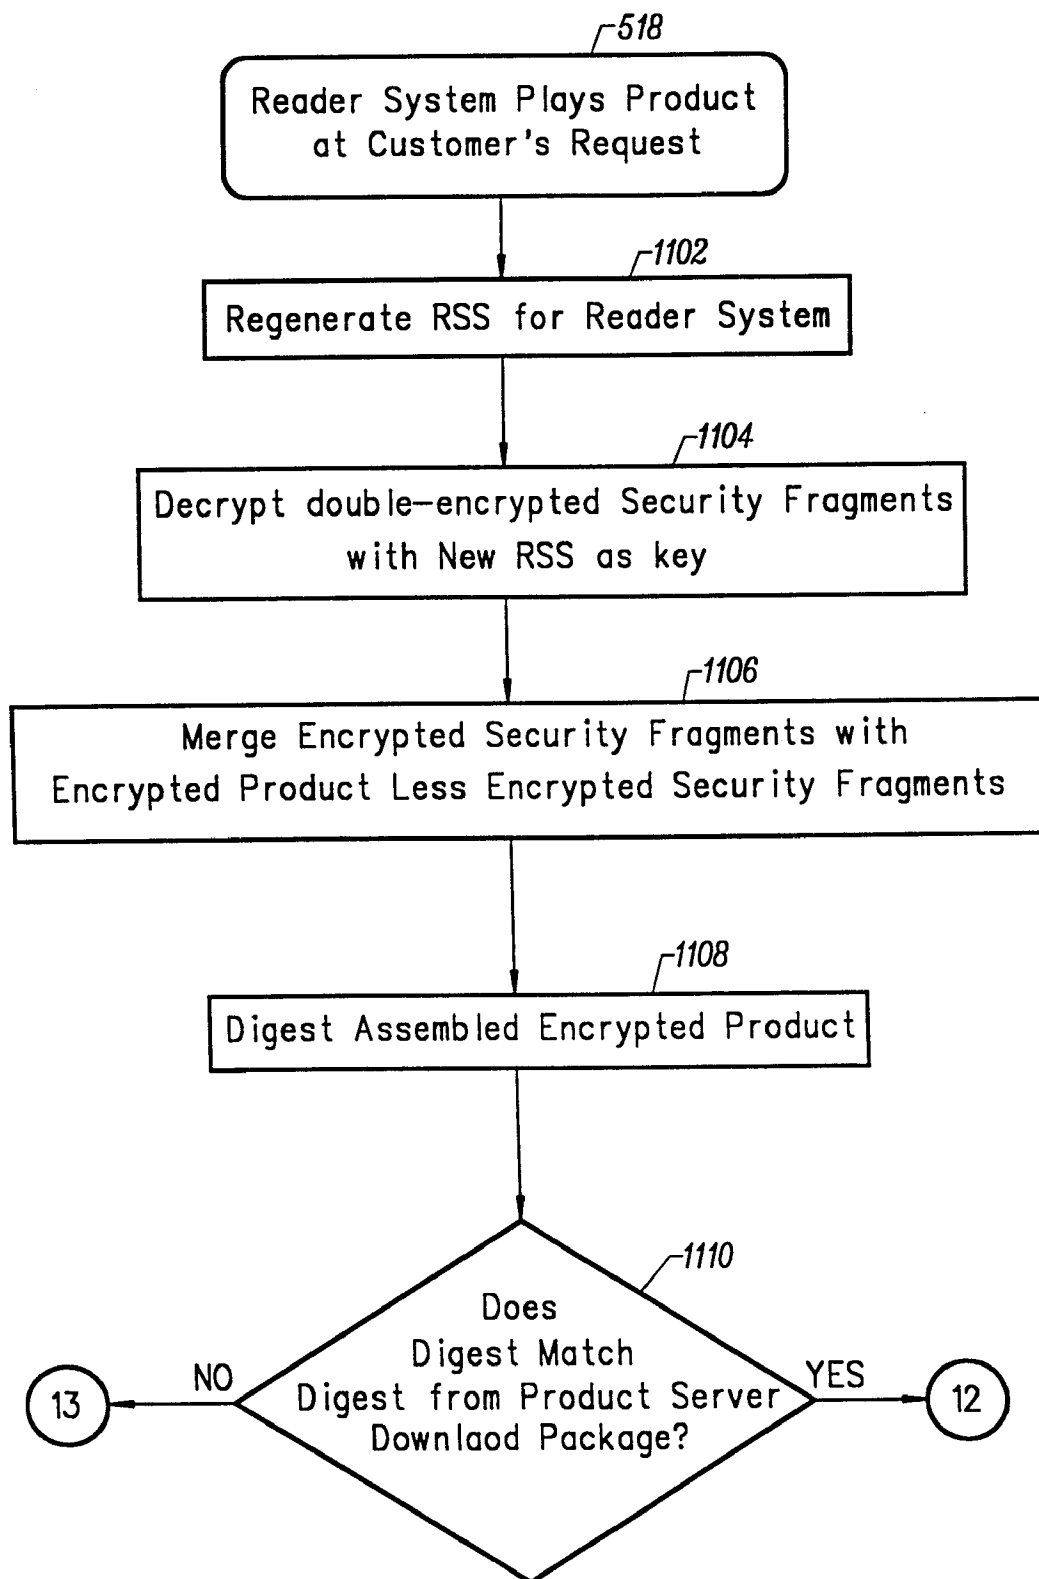 518
Reader System Plays Product
at Customer's Request
1102
Regenerate RSS for Reader System
1104
Decrypt double-encrypted Security Fragments
with New RSS as key
1106
Merge Encrypted Security Fragments with
Encrypted Product Less Encrypted Security Fragments
1108
Digest Assembled Encrypted Product
1110
Does
Digest Match
Digest from Product Server
Downlaod Package?
NO
YES
13
12